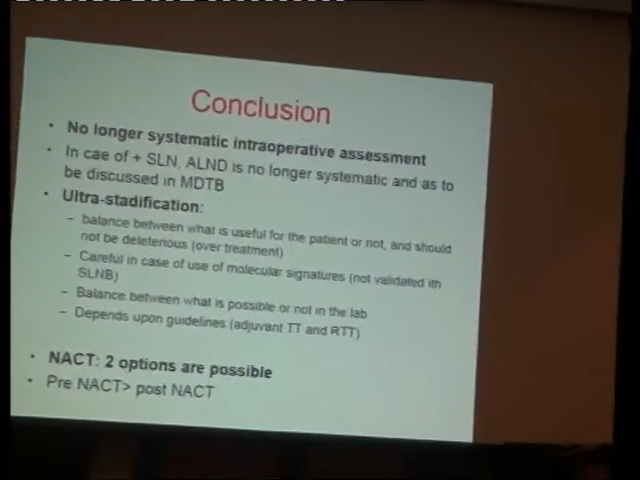 Conclusion
• No longer systematic intraoperative assessment
• In cae of + SLN, ALND is no longer systematic and as to
be discussed in MDTB
• Ultra-stadification:
– balance between what is useful for the patient or not, and should
not be deleterious (over treatment)
– Careful in case of use of molecular signatures (not validated ith
SLNB)
– Balance between what is possible or not in the lab
– Depends upon guidelines (adjuvant TT and RTT)
• NACT: 2 options are possible
• Pre NACT> post NACT